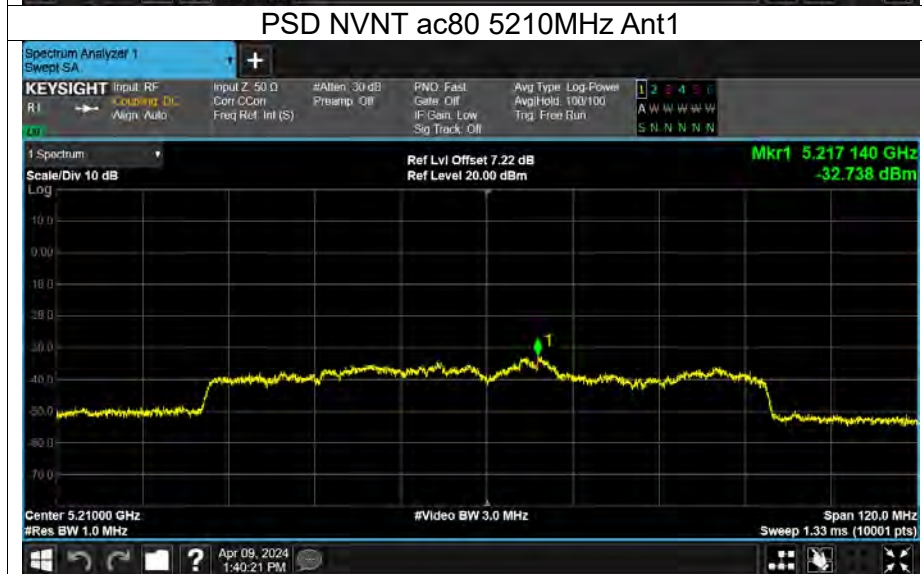 PSD NVNT ac80 5210MHz Ant1
Spectrum Analyzer 1
Swept SA
+
KEYSIGHT Input: RF
RI
Coupling: DC
Align: Auto
Input Z: 50 Ω
Corr CCorr
Freq Ref: Int (S)
#Atten: 30 dB
Preamp: Off
PNO: Fast
Gate: Off
IF Gain: Low
Sig Track: Off
Avg Type: Log-Power
Avg|Hold: 100/100
Trig: Free Run
1 2 3 4 5 6
A W W W W W
S N N N N N
1 Spectrum
Scale/Div 10 dB
Ref Lvl Offset 7.22 dB
Ref Level 20.00 dBm
Mkr1 5.217 140 GHz
-32.738 dBm
Log
10.0
0.00
-10.0
-20.0
-30.0
-40.0
-50.0
-60.0
-70.0
1
Center 5.21000 GHz
#Res BW 1.0 MHz
#Video BW 3.0 MHz
Span 120.0 MHz
Sweep 1.33 ms (10001 pts)
?
Apr 09, 2024
1:40:21 PM